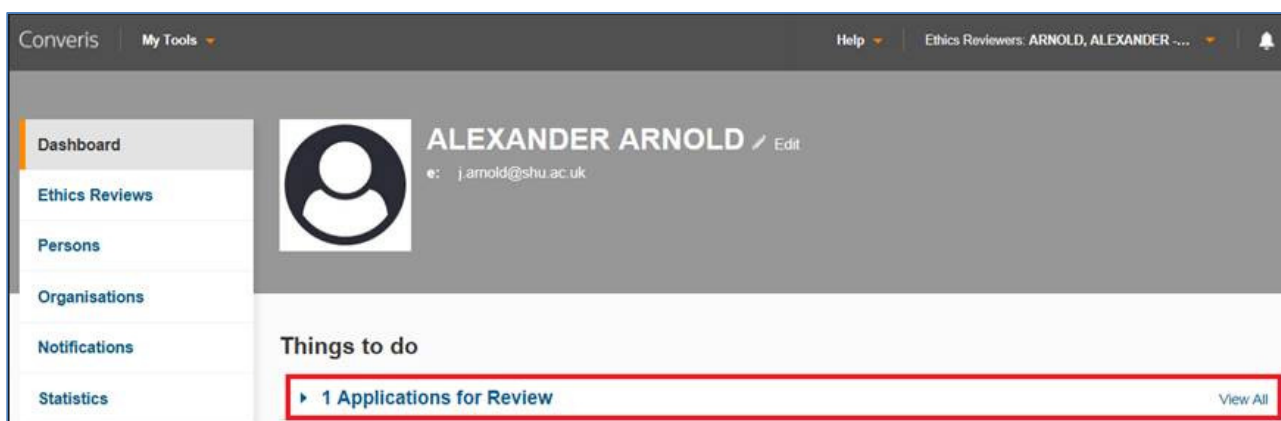 Converis My Tools Help Ethics Reviewers: ARNOLD, ALEXANDER -...
Dashboard
Ethics Reviews
Persons
Organisations
Notifications
Statistics
ALEXANDER ARNOLD Edit
e: j.arnold@shu.ac.uk
Things to do
1 Applications for Review View All